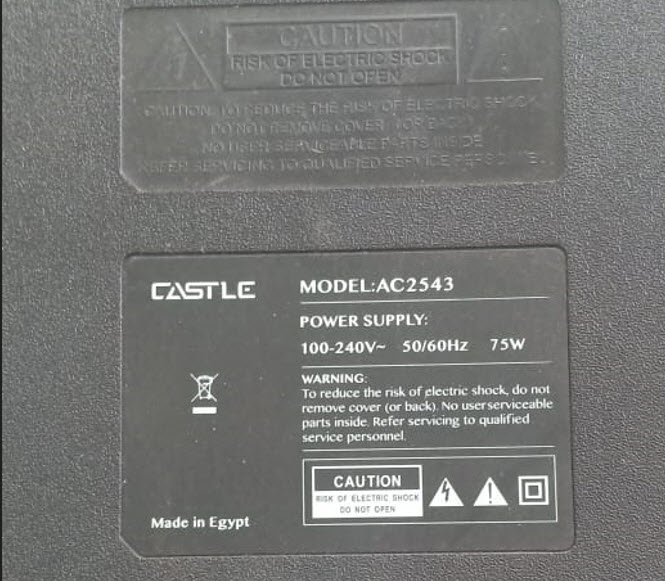 CAUTION
RISK OF ELECTRIC SHOCK
DO NOT OPEN
CAUTION: TO REDUCE THE RISK OF ELECTRIC SHOCK
DO NOT REMOVE COVER (OR BACK)
NO USER SERVICEABLE PARTS INSIDE
REFER SERVICING TO QUALIFIED SERVICE PERSONNEL
CASTLE
MODEL:AC2543
POWER SUPPLY:
100-240V~ 50/60Hz 75W
WARNING:
To reduce the risk of electric shock, do not
remove cover (or back). No userserviceable
parts inside. Refer servicing to qualified
service personnel.
CAUTION
RISK OF ELECTRIC SHOCK
DO NOT OPEN
Made in Egypt